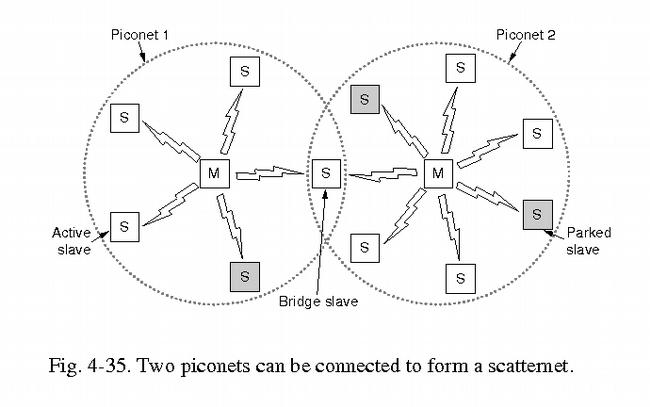 Piconet 1
Piconet 2
S
S
S
S
S
M
S
M
S
S
Active
slave
S
S
Parked
slave
S
S
Bridge slave
Fig. 4-35. Two piconets can be connected to form a scatternet.